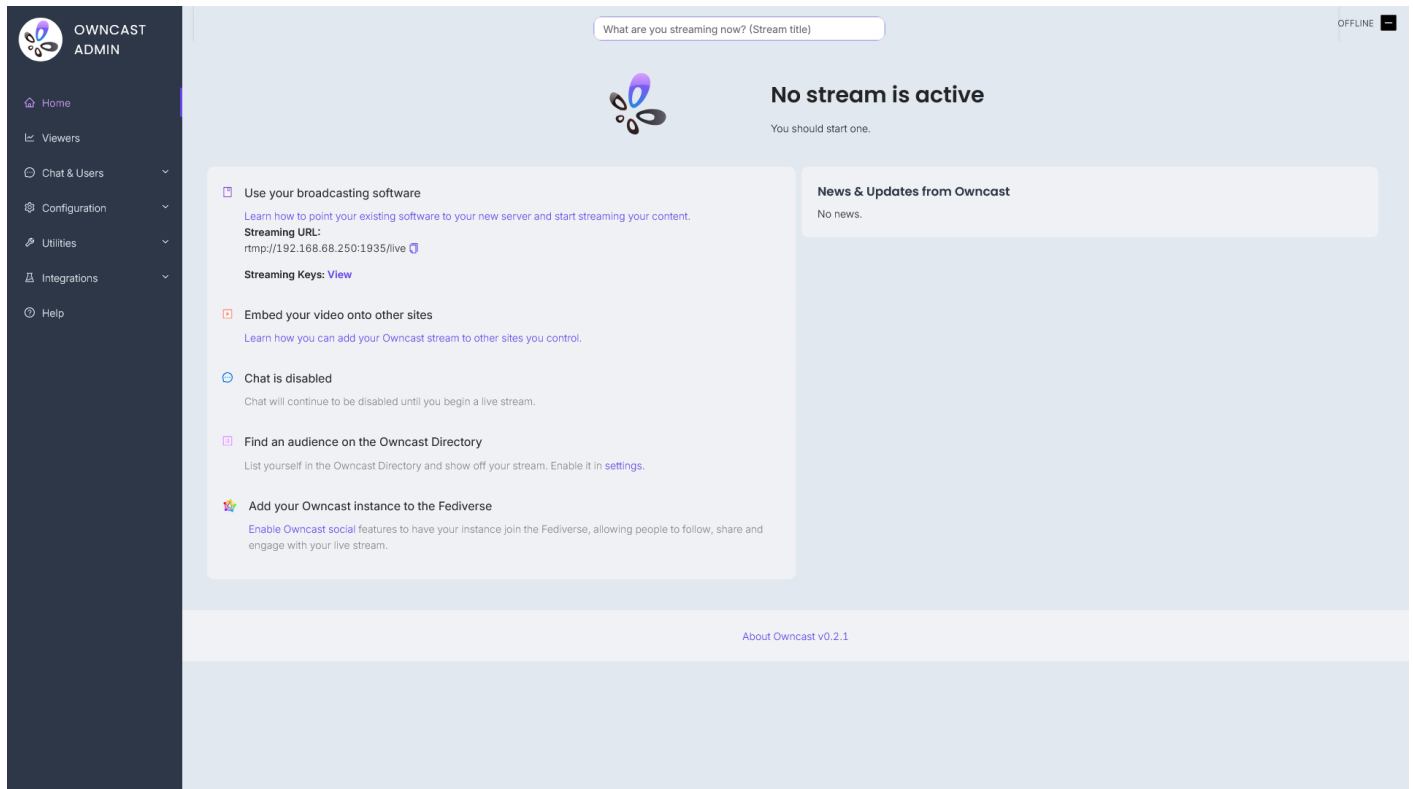 OWNCAST
ADMIN
Home
Viewers
Chat & Users
Configuration
Utilities
Integrations
Help
What are you streaming now? (Stream title)
OFFLINE
No stream is active
You should start one.
Use your broadcasting software
Learn how to point your existing software to your new server and start streaming your content.
Streaming URL:
rtmp://192.168.68.250:1935/live
Streaming Keys: View
Embed your video onto other sites
Learn how you can add your Owncast stream to other sites you control.
Chat is disabled
Chat will continue to be disabled until you begin a live stream.
Find an audience on the Owncast Directory
List yourself in the Owncast Directory and show off your stream. Enable it in settings.
Add your Owncast instance to the Fediverse
Enable Owncast social features to have your instance join the Fediverse, allowing people to follow, share and
engage with your live stream.
News & Updates from Owncast
No news.
About Owncast v0.2.1